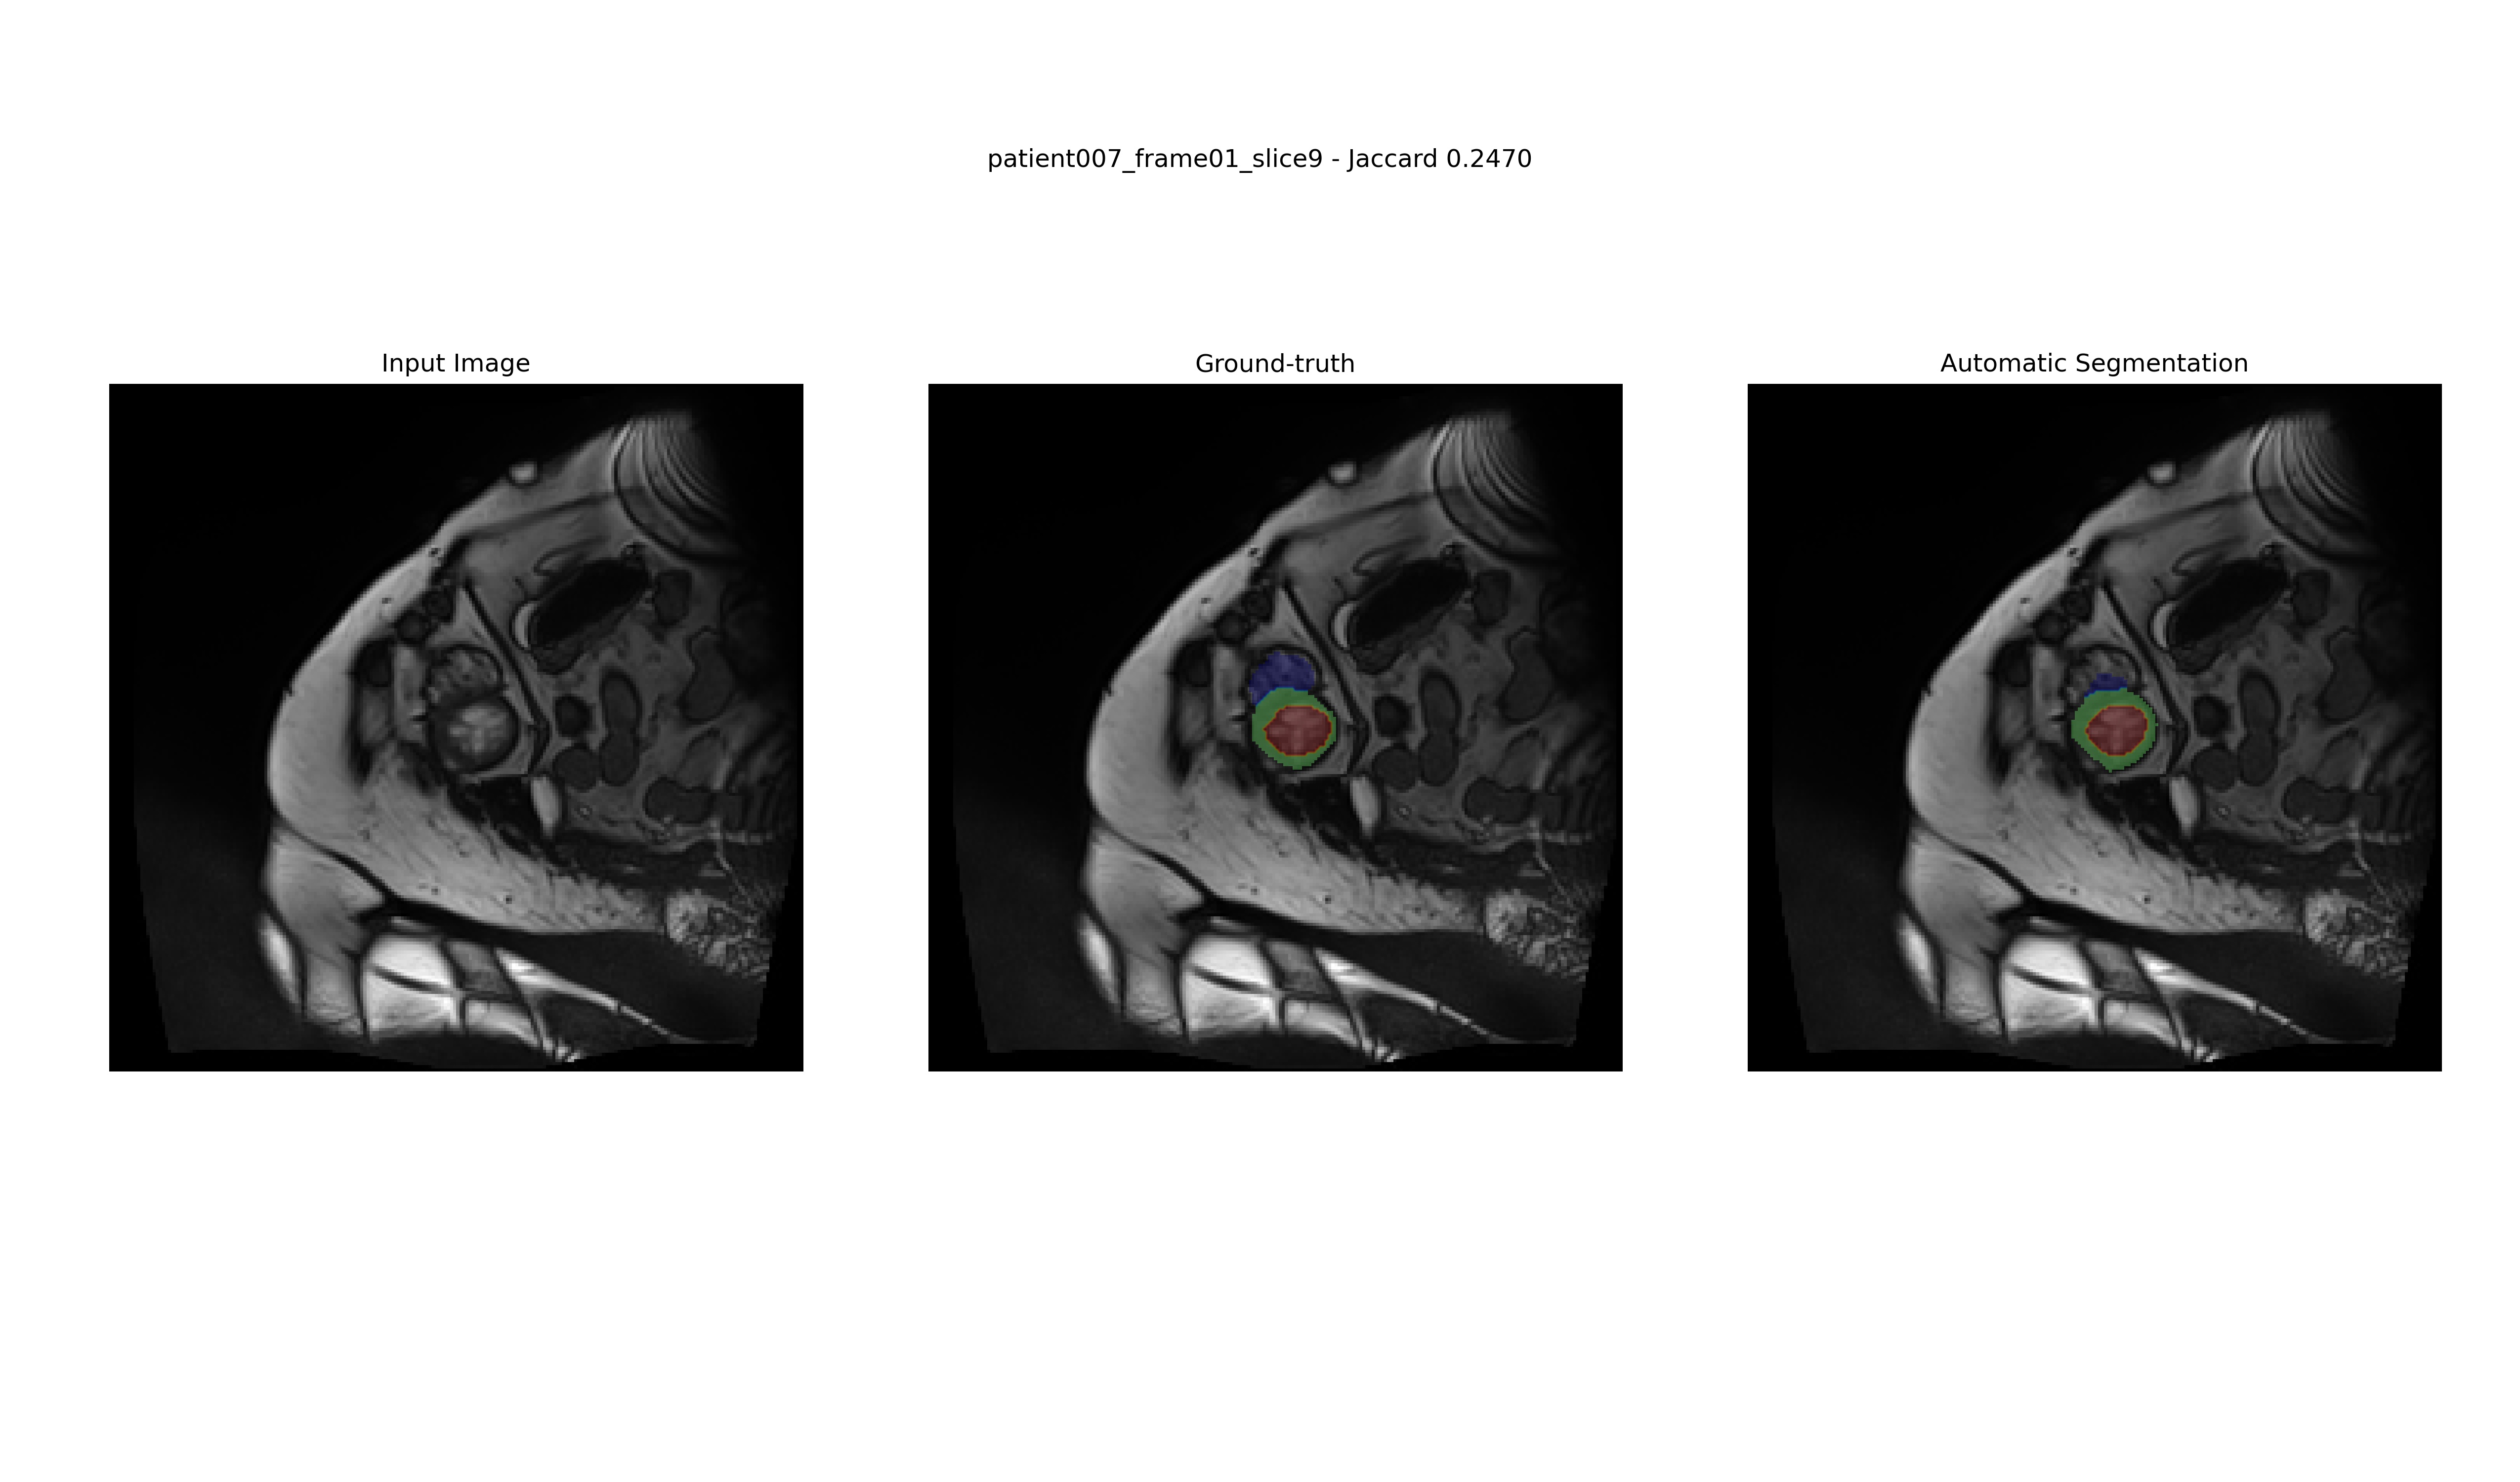 patient007_frame01_slice9 - Jaccard 0.2470
Input Image
Ground-truth
Automatic Segmentation